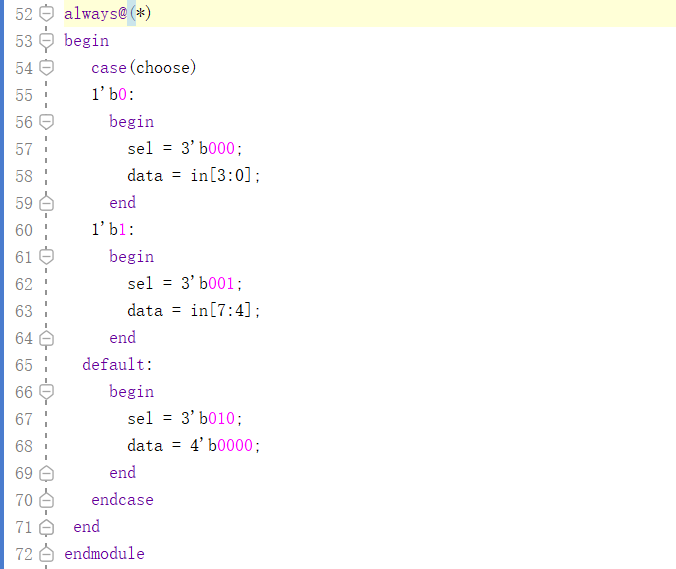 52 always@(*)
53 begin
54 case(choose)
55 1'b0:
56 begin
57 sel = 3'b000;
58 data = in[3:0];
59 end
60 1'b1:
61 begin
62 sel = 3'b001;
63 data = in[7:4];
64 end
65 default:
66 begin
67 sel = 3'b010;
68 data = 4'b0000;
69 end
70 endcase
71 end
72 endmodule